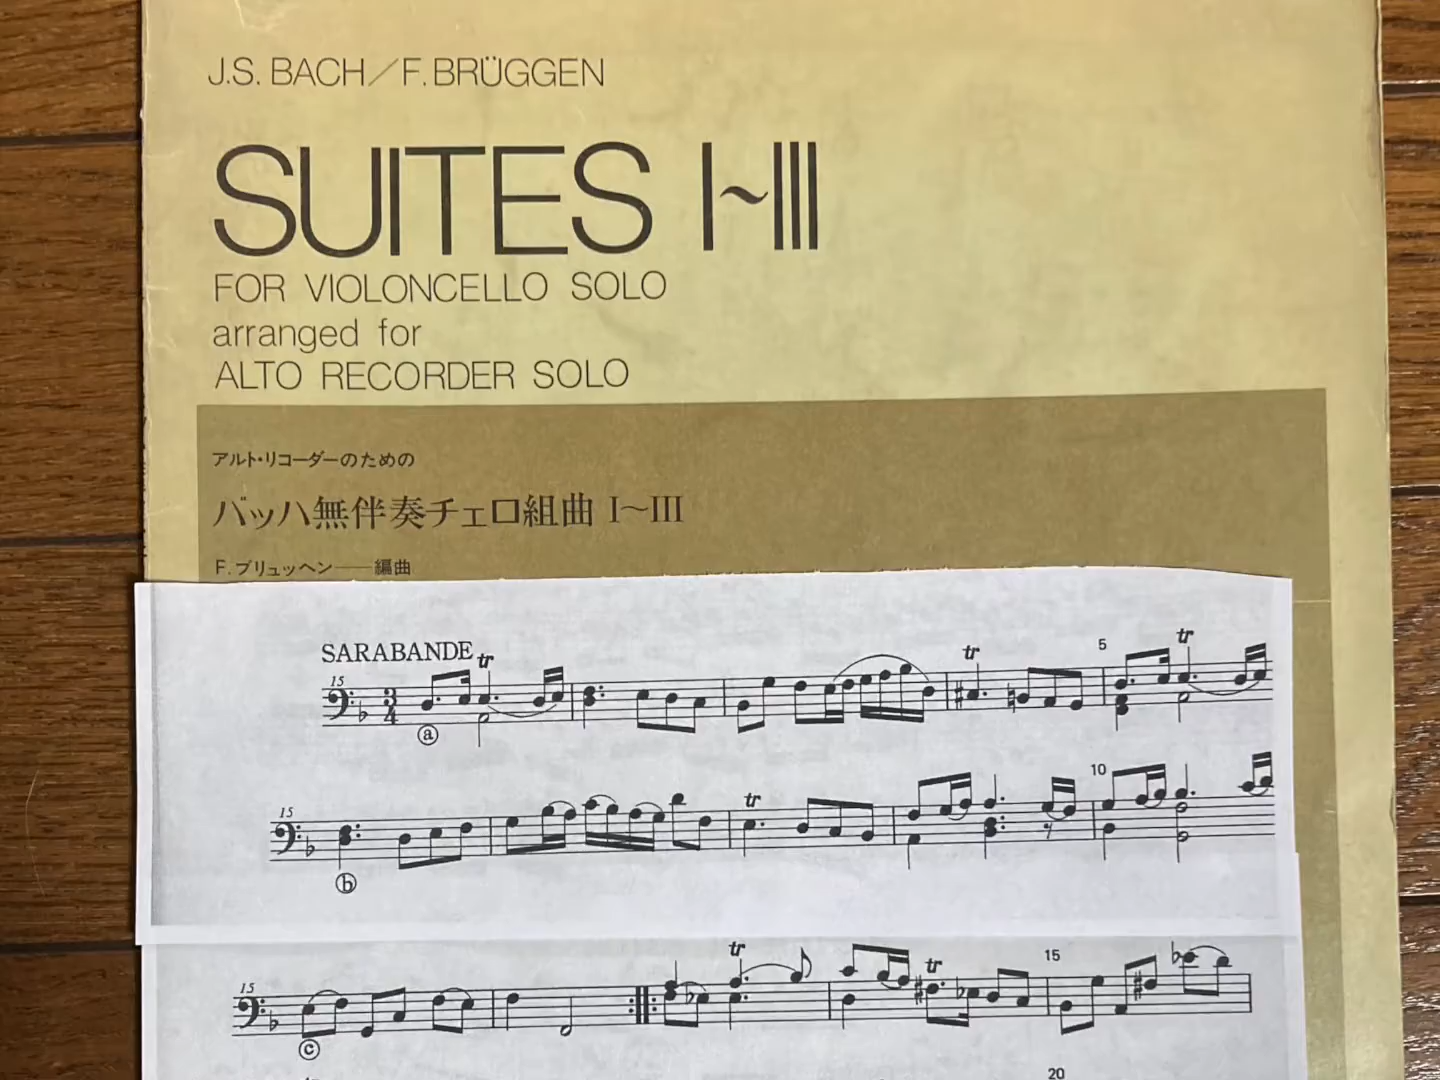 J.S. BACH／F. BRÜGGEN
SUITES I~III
FOR VIOLONCELLO SOLO
arranged for
ALTO RECORDER SOLO
アルト・リコーダーのための
バッハ無伴奏チェロ組曲 I～III
F. ブリュッヘン――編曲
SARABANDE
tr tr tr
5
15
3
4
ⓐ
10
15
tr
ⓑ
tr tr
15
15
ⓒ
20